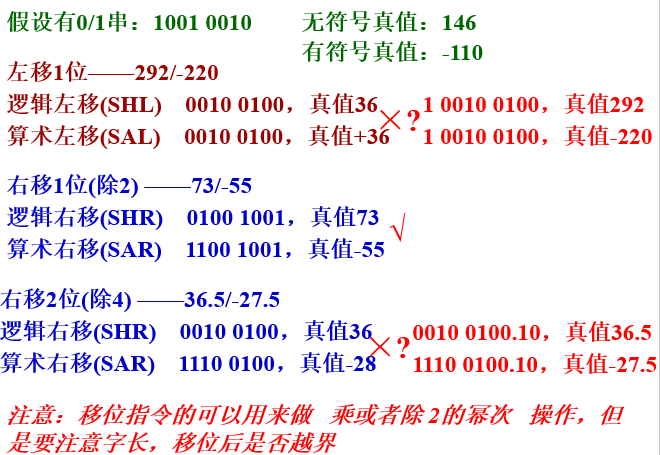 假设有0/1串：1001 0010 无符号真值：146
有符号真值：-110
左移1位——292/-220
逻辑左移(SHL) 0010 0100，真值36 ×? 1 0010 0100，真值292
算术左移(SAL) 0010 0100，真值+36 1 0010 0100，真值-220
右移1位(除2) ——73/-55
逻辑右移(SHR) 0100 1001，真值73 √
算术右移(SAR) 1100 1001，真值-55
右移2位(除4) ——36.5/-27.5
逻辑右移(SHR) 0010 0100，真值36 ×? 0010 0100.10，真值36.5
算术右移(SAR) 1110 0100，真值-28 1110 0100.10，真值-27.5
注意：移位指令的可以用来做 乘或者除 2的幂次 操作，但
是要注意字长，移位后是否越界